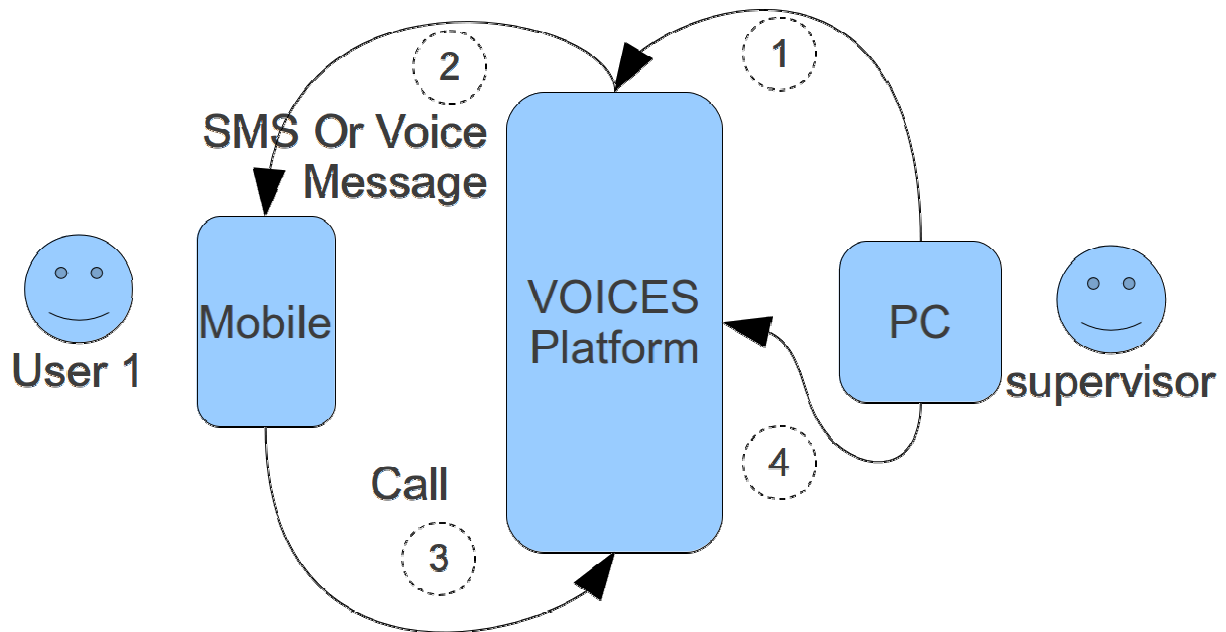 1
2
SMS Or Voice
Message
VOICES
Platform
Mobile
PC
User 1
supervisor
Call
4
3